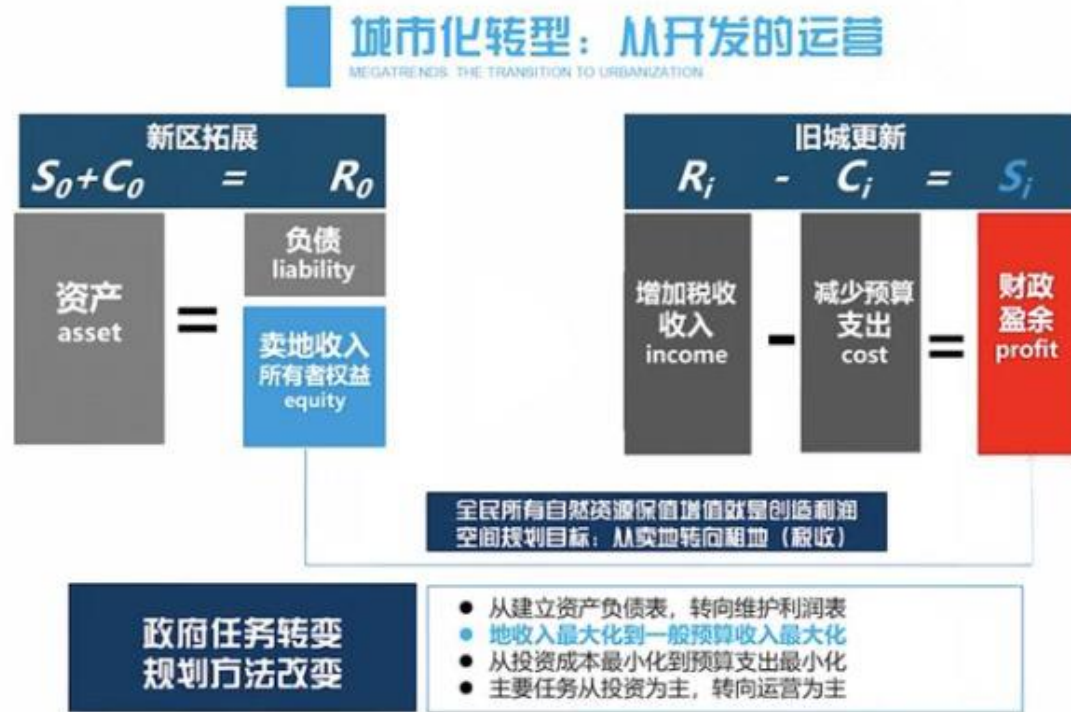 城市化转型：从开发的运营
MEGATRENDS THE TRANSITION TO URBANIZATION
新区拓展
S₀+C₀ = R₀
资产
asset
=
负债
liability
卖地收入
所有者权益
equity
旧城更新
Rᵢ - Cᵢ = Sᵢ
增加税收
收入
income
-
减少预算
支出
cost
=
财政
盈余
profit
全民所有自然资源保值增值就是创造利润
空间规划目标：从卖地转向租地（税收）
政府任务转变
规划方法改变
● 从建立资产负债表，转向维护利润表
● 地收入最大化到一般预算收入最大化
● 从投资成本最小化到预算支出最小化
● 主要任务从投资为主，转向运营为主